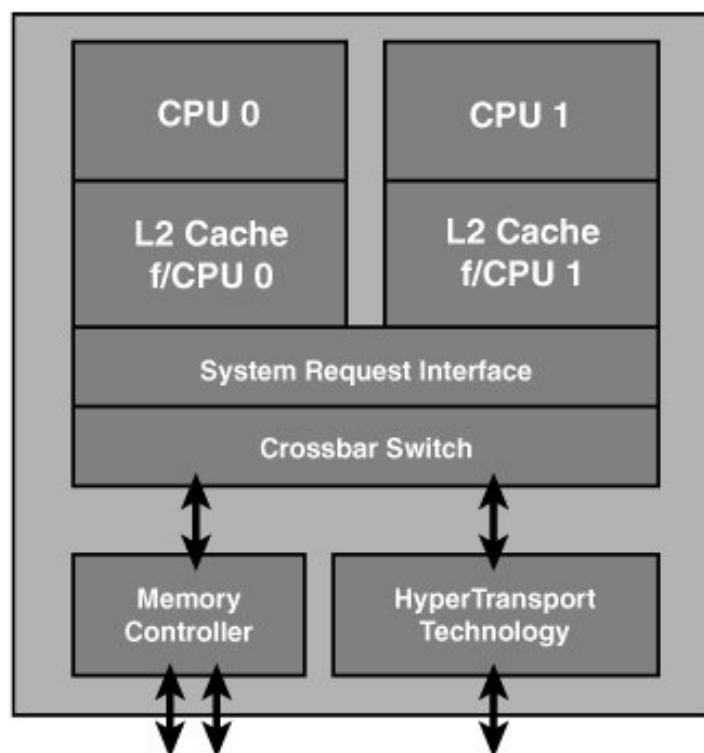 CPU 0
CPU 1
L2 Cache
f/CPU 0
L2 Cache
f/CPU 1
System Request Interface
Crossbar Switch
Memory
Controller
HyperTransport
Technology